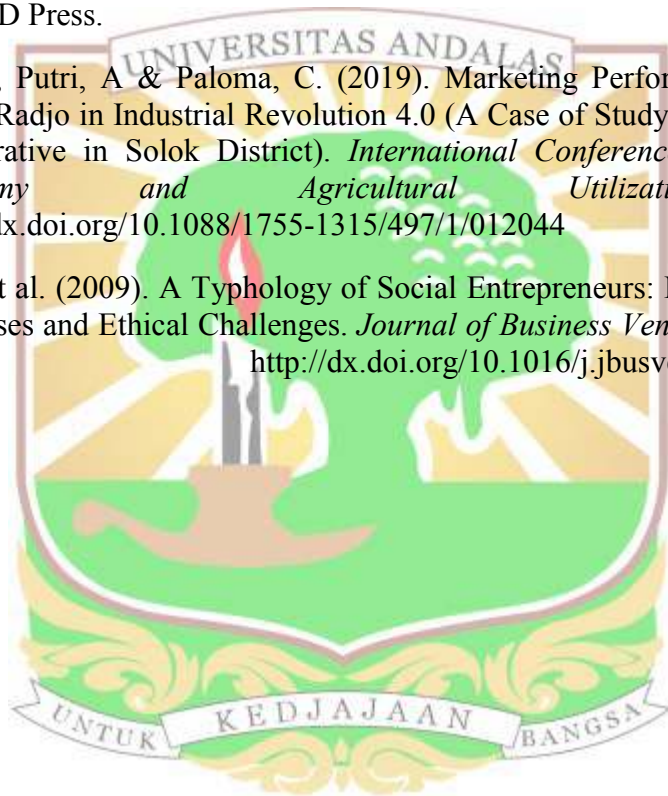 D Press.
UNIVERSITAS ANDALAS
, Putri, A & Paloma, C. (2019). Marketing Perfor
Radjo in Industrial Revolution 4.0 (A Case of Study
rative in Solok District). International Conferenc
my and Agricultural Utilizati
lx.doi.org/10.1088/1755-1315/497/1/012044
t al. (2009). A Typhology of Social Entrepreneurs:
ses and Ethical Challenges. Journal of Business Ven
http://dx.doi.org/10.1016/j.jbusv
UNTUK KEDJAJAAN BANGSA